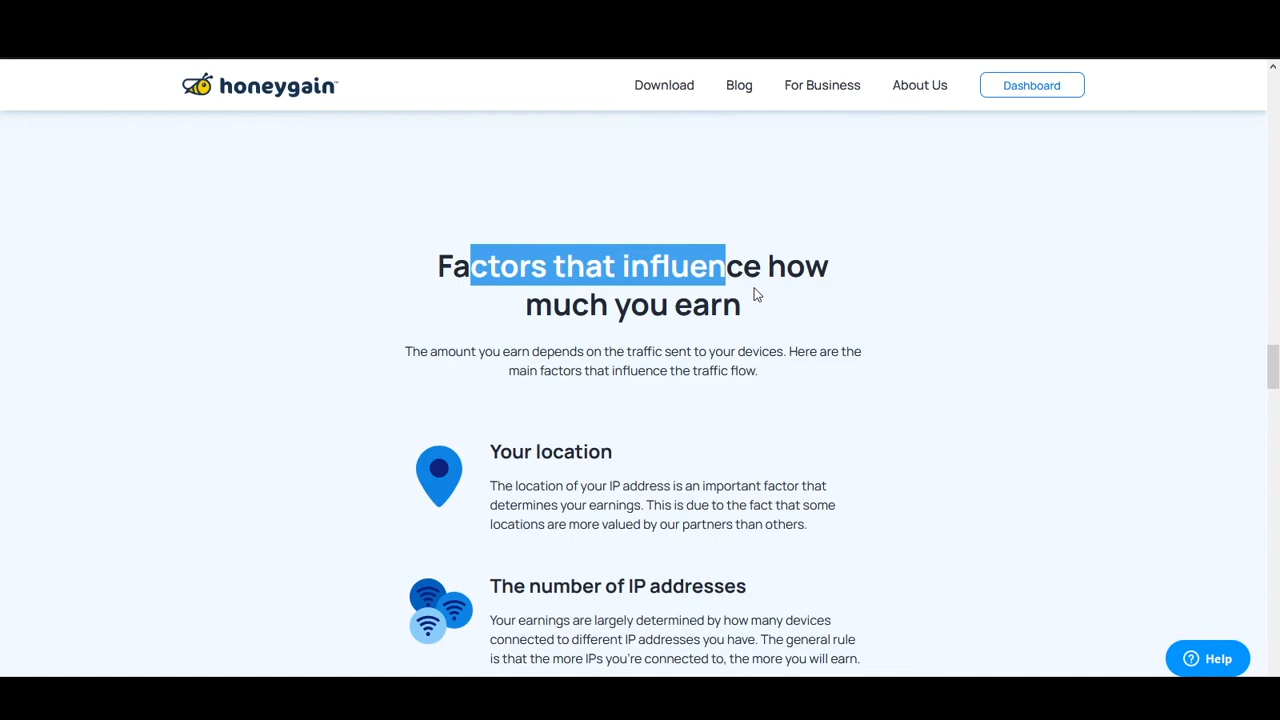 honeygain™
Download Blog For Business About Us Dashboard
Factors that influence how
much you earn
The amount you earn depends on the traffic sent to your devices. Here are the
main factors that influence the traffic flow.
Your location
The location of your IP address is an important factor that
determines your earnings. This is due to the fact that some
locations are more valued by our partners than others.
The number of IP addresses
Your earnings are largely determined by how many devices
connected to different IP addresses you have. The general rule
is that the more IPs you're connected to, the more you will earn.
Help